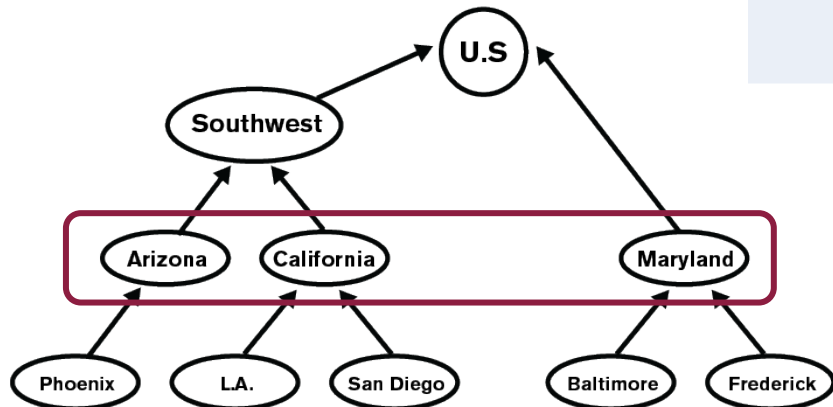 U.S
Southwest
Arizona
California
Maryland
Phoenix
L.A.
San Diego
Baltimore
Frederick